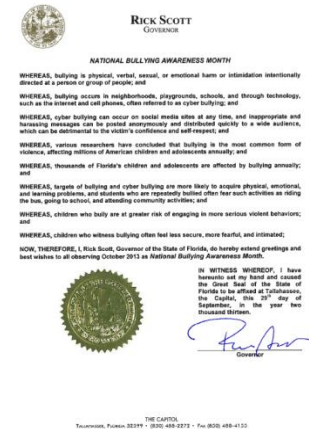 RICK SCOTT
GOVERNOR
NATIONAL BULLYING AWARENESS MONTH
WHEREAS, bullying is physical, verbal, sexual, or emotional harm or intimidation intentionally
directed at a person or group of people; and
WHEREAS, bullying occurs in neighborhoods, playgrounds, schools, and through technology,
such as the internet and cell phones, often referred to as cyber bullying; and
WHEREAS, cyber bullying can occur on social media sites at any time, and inappropriate and
harassing messages can be posted anonymously and distributed quickly to a wide audience,
which can be detrimental to the victim's confidence and self-respect; and
WHEREAS, various researchers have concluded that bullying is the most common form of
violence, affecting millions of American children and adolescents annually; and
WHEREAS, thousands of Florida's children and adolescents are affected by bullying annually;
and
WHEREAS, targets of bullying and cyber bullying are more likely to acquire physical, emotional,
and learning problems, and students who are repeatedly bullied often fear such activities as riding
the bus, going to school, and attending community activities; and
WHEREAS, children who bully are at greater risk of engaging in more serious violent behaviors;
and
WHEREAS, children who witness bullying often feel less secure, more fearful, and intimated;
NOW, THEREFORE, I, Rick Scott, Governor of the State of Florida, do hereby extend greetings and
best wishes to all observing October 2013 as National Bullying Awareness Month.
IN WITNESS WHEREOF, I have
hereunto set my hand and caused
the Great Seal of the State of
Florida to be affixed at Tallahassee,
the Capital, this 25th day of
September, in the year two
thousand thirteen.
Governor
THE CAPITOL
TALLAHASSEE, FLORIDA 32399 • (850) 488-2272 • FAX (850) 488-4133